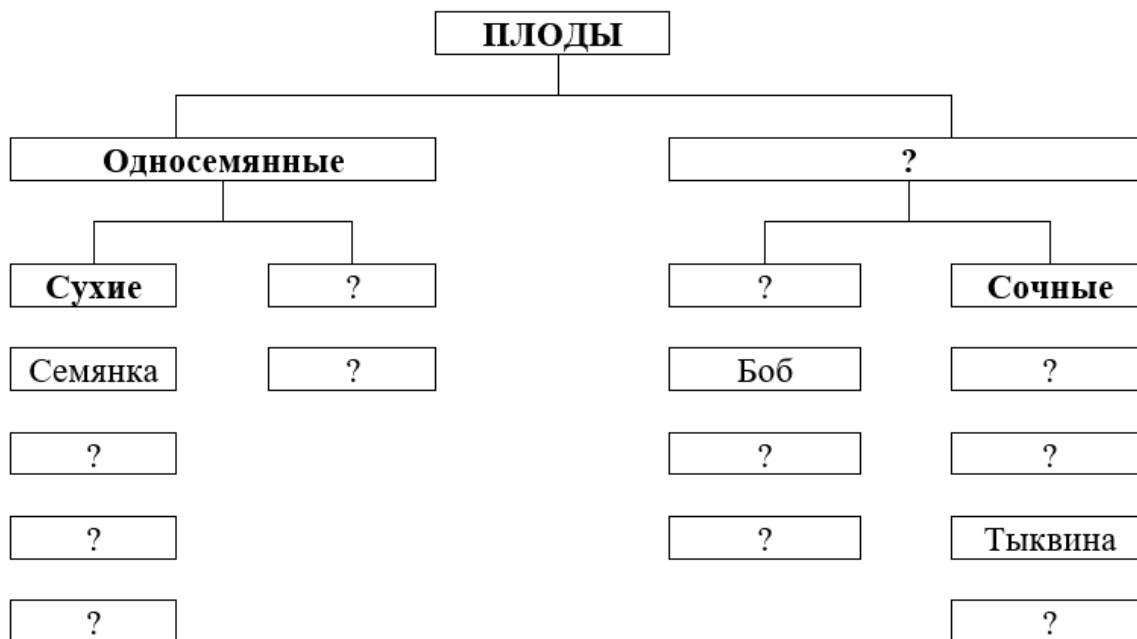 ПЛОДЫ
Односемянные ?
Сухие ? ? Сочные
Семянка ? Боб ?
? ? ?
? ? Тыквина
? ?